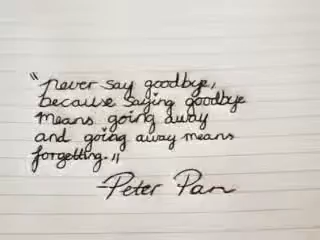 "never say goodbye,
because saying goodbye
means going away
and going away means
forgetting."
-Peter Pan